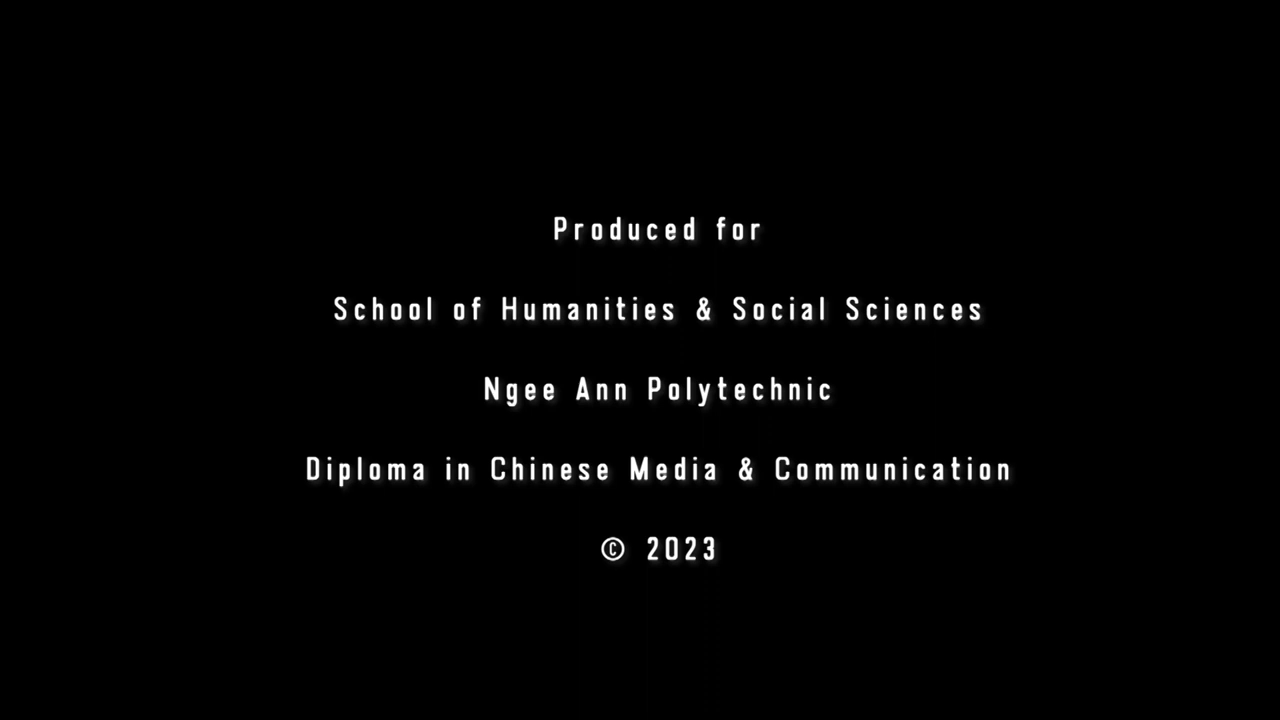 Produced for
School of Humanities & Social Sciences
Ngee Ann Polytechnic
Diploma in Chinese Media & Communication
© 2023